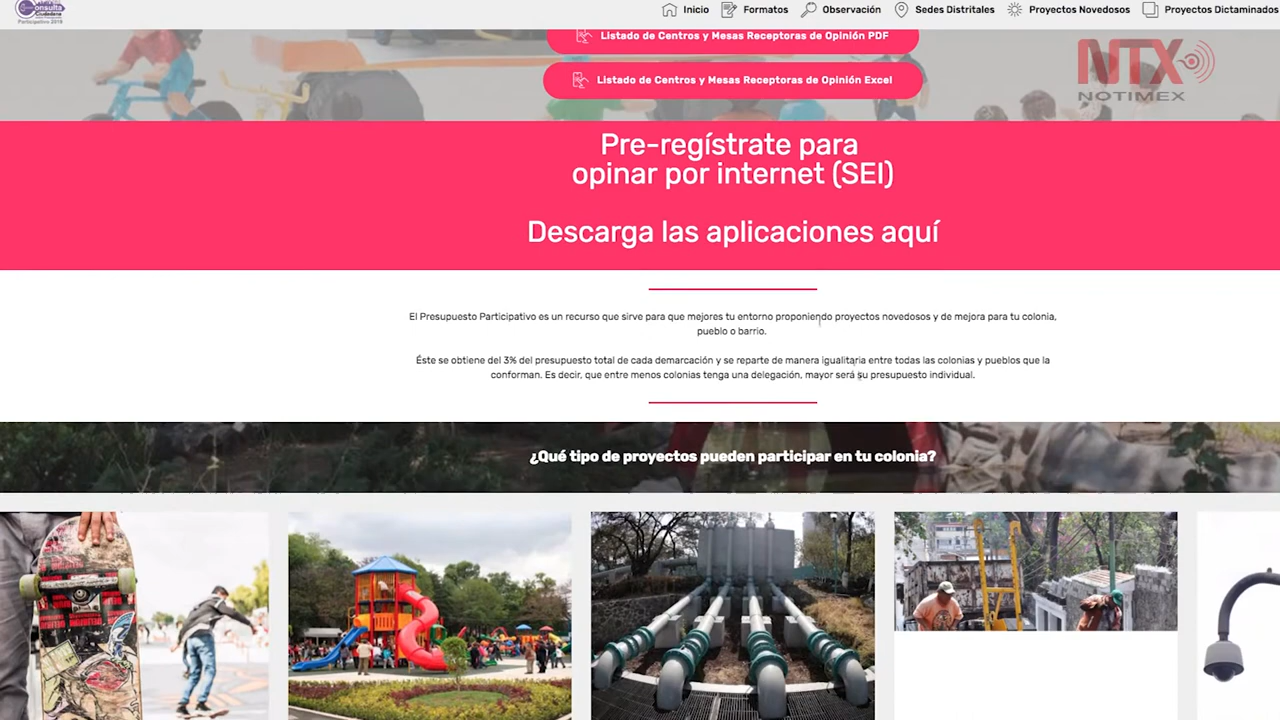 Consulta
Ciudadana
Participativo 2019
Inicio
Formatos
Observación
Sedes Distritales
Proyectos Novedosos
Proyectos Dictaminados
Listado de Centros y Mesas Receptoras de Opinión PDF
Listado de Centros y Mesas Receptoras de Opinión Excel
NTX
NOTIMEX
Pre-regístrate para
opinar por internet (SEI)
Descarga las aplicaciones aquí
El Presupuesto Participativo es un recurso que sirve para que mejores tu entorno proponiendo proyectos novedosos y de mejora para tu colonia,
pueblo o barrio.
Éste se obtiene del 3% del presupuesto total de cada demarcación y se reparte de manera igualitaria entre todas las colonias y pueblos que la
conforman. Es decir, que entre menos colonias tenga una delegación, mayor será su presupuesto individual.
¿Qué tipo de proyectos pueden participar en tu colonia?